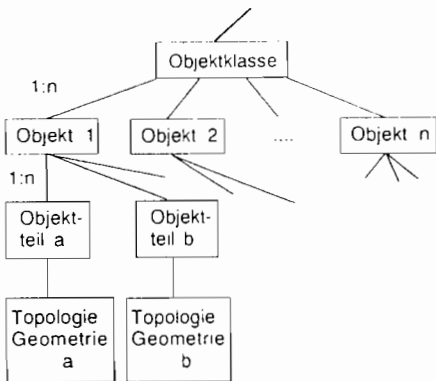 Objektklasse
1:n
Objekt 1
Objekt 2
....
Objekt n
1:n
Objekt-
teil a
Objekt-
teil b
Topologie
Geometrie
a
Topologie
Geometrie
b